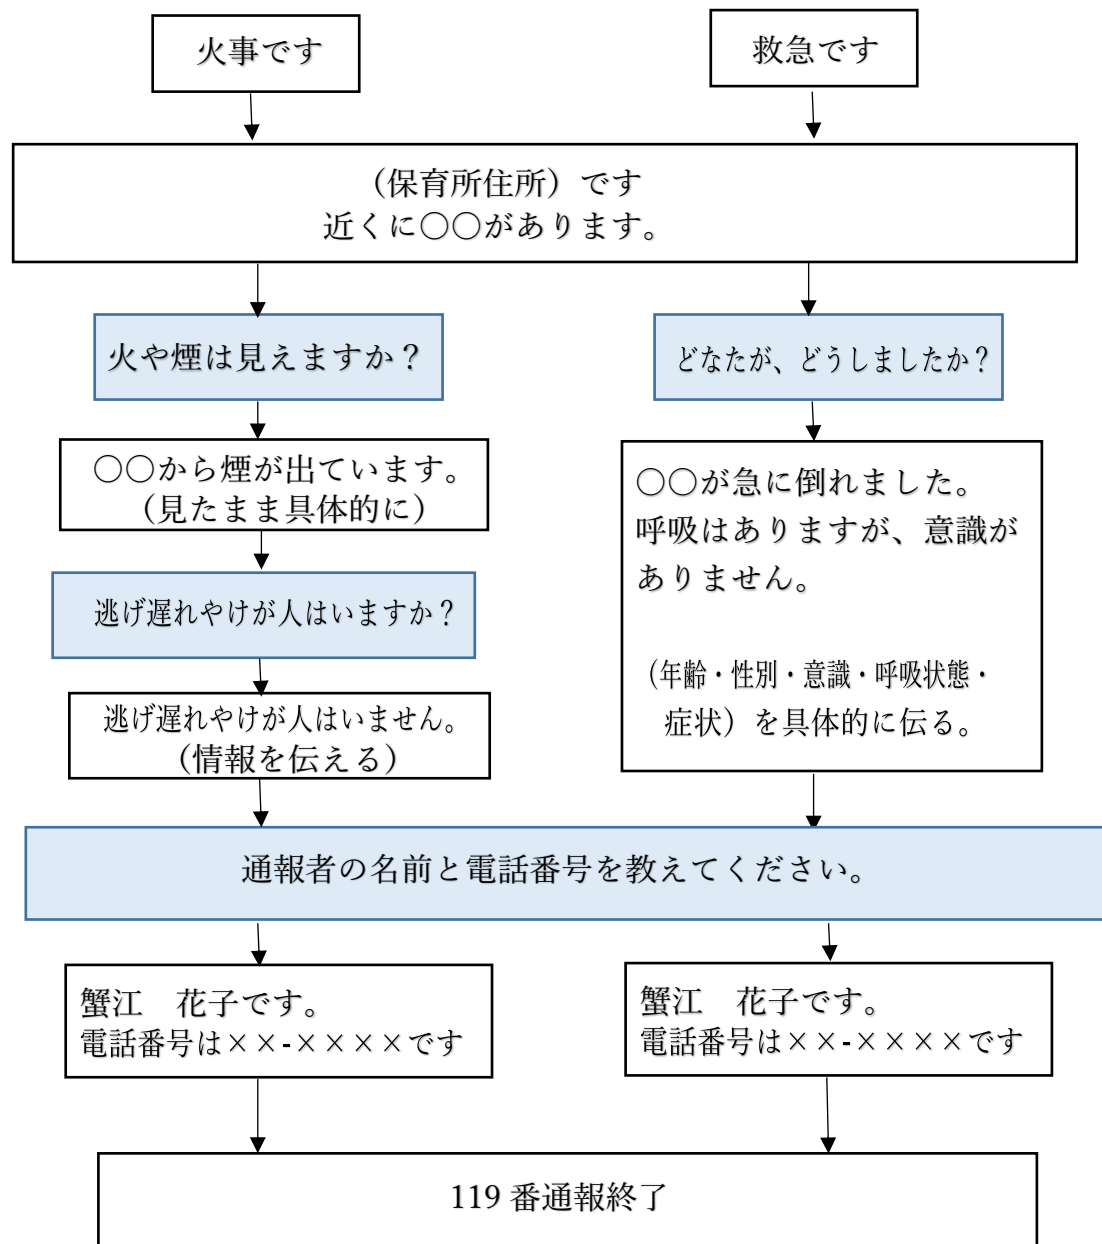 火事です
救急です
（保育所住所）です
近くに〇〇があります。
火や煙は見えますか？
どなたが、どうしましたか？
〇〇から煙が出ています。
（見たまま具体的に）
〇〇が急に倒れました。
呼吸はありますが、意識が
ありません。
（年齢・性別・意識・呼吸状態・
症状）を具体的に伝る。
逃げ遅れやけが人はいますか？
逃げ遅れやけが人はいません。
（情報を伝える）
通報者の名前と電話番号を教えてください。
蟹江　花子です。
電話番号は××-××××です
蟹江　花子です。
電話番号は××-××××です
119 番通報終了